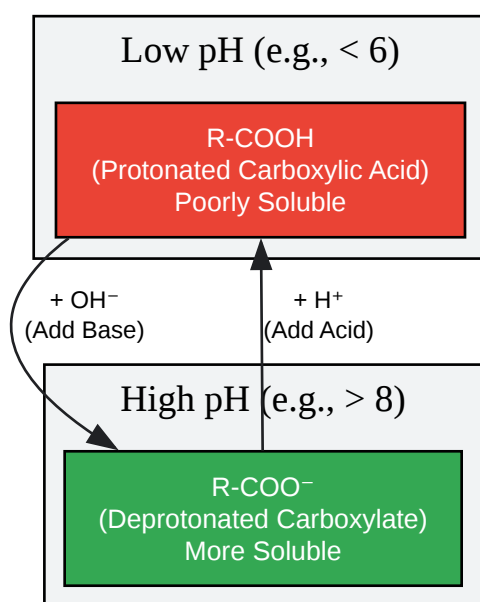 Low pH (e.g., < 6)
R-COOH
(Protonated Carboxylic Acid)
Poorly Soluble
+ OH⁻
(Add Base)
+ H⁺
(Add Acid)
High pH (e.g., > 8)
R-COO⁻
(Deprotonated Carboxylate)
More Soluble